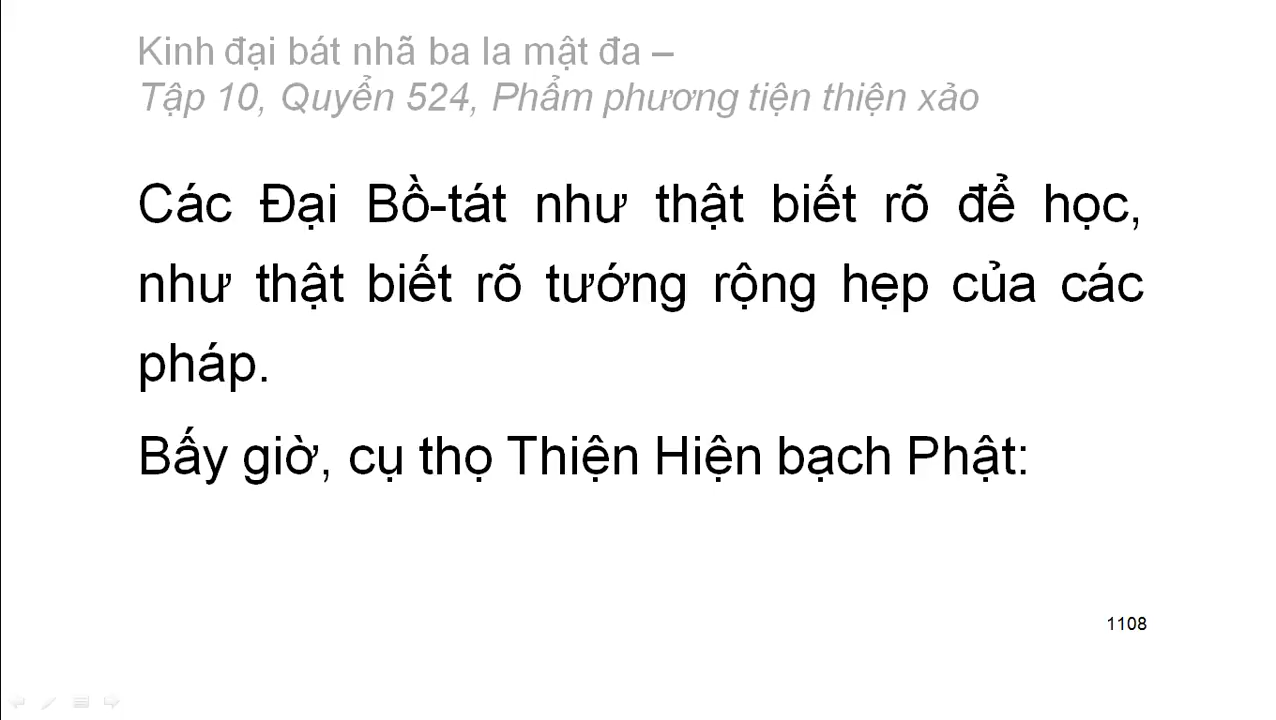 Kinh đại bát nhã ba la mật đa –
Tập 10, Quyển 524, Phẩm phương tiện thiện xảo
Các Đại Bồ-tát như thật biết rõ để học,
như thật biết rõ tướng rộng hẹp của các
pháp.
Bấy giờ, cụ thọ Thiện Hiện bạch Phật:
1108